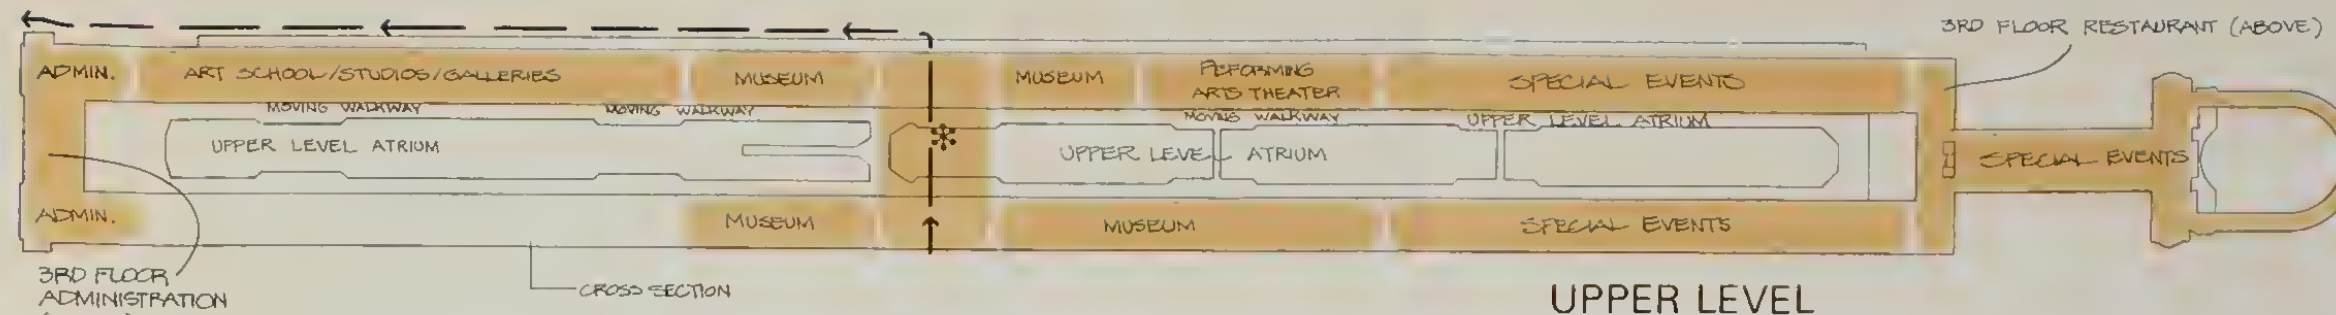 3RD FLOOR RESTAURANT (ABOVE)
ADMIN.
ART SCHOOL/STUDIOS/GALLERIES
MUSEUM
MUSEUM
PEFORMING
ARTS THEATER
SPECIAL EVENTS
MOVING WALKWAY
MOVING WALKWAY
MOVING WALKWAY
UPPER LEVEL ATRIUM
UPPER LEVEL ATRIUM
UPPER LEVEL ATRIUM
SPECIAL EVENTS
ADMIN.
MUSEUM
MUSEUM
SPECIAL EVENTS
3RD FLOOR
ADMINISTRATION
CROSS SECTION
UPPER LEVEL